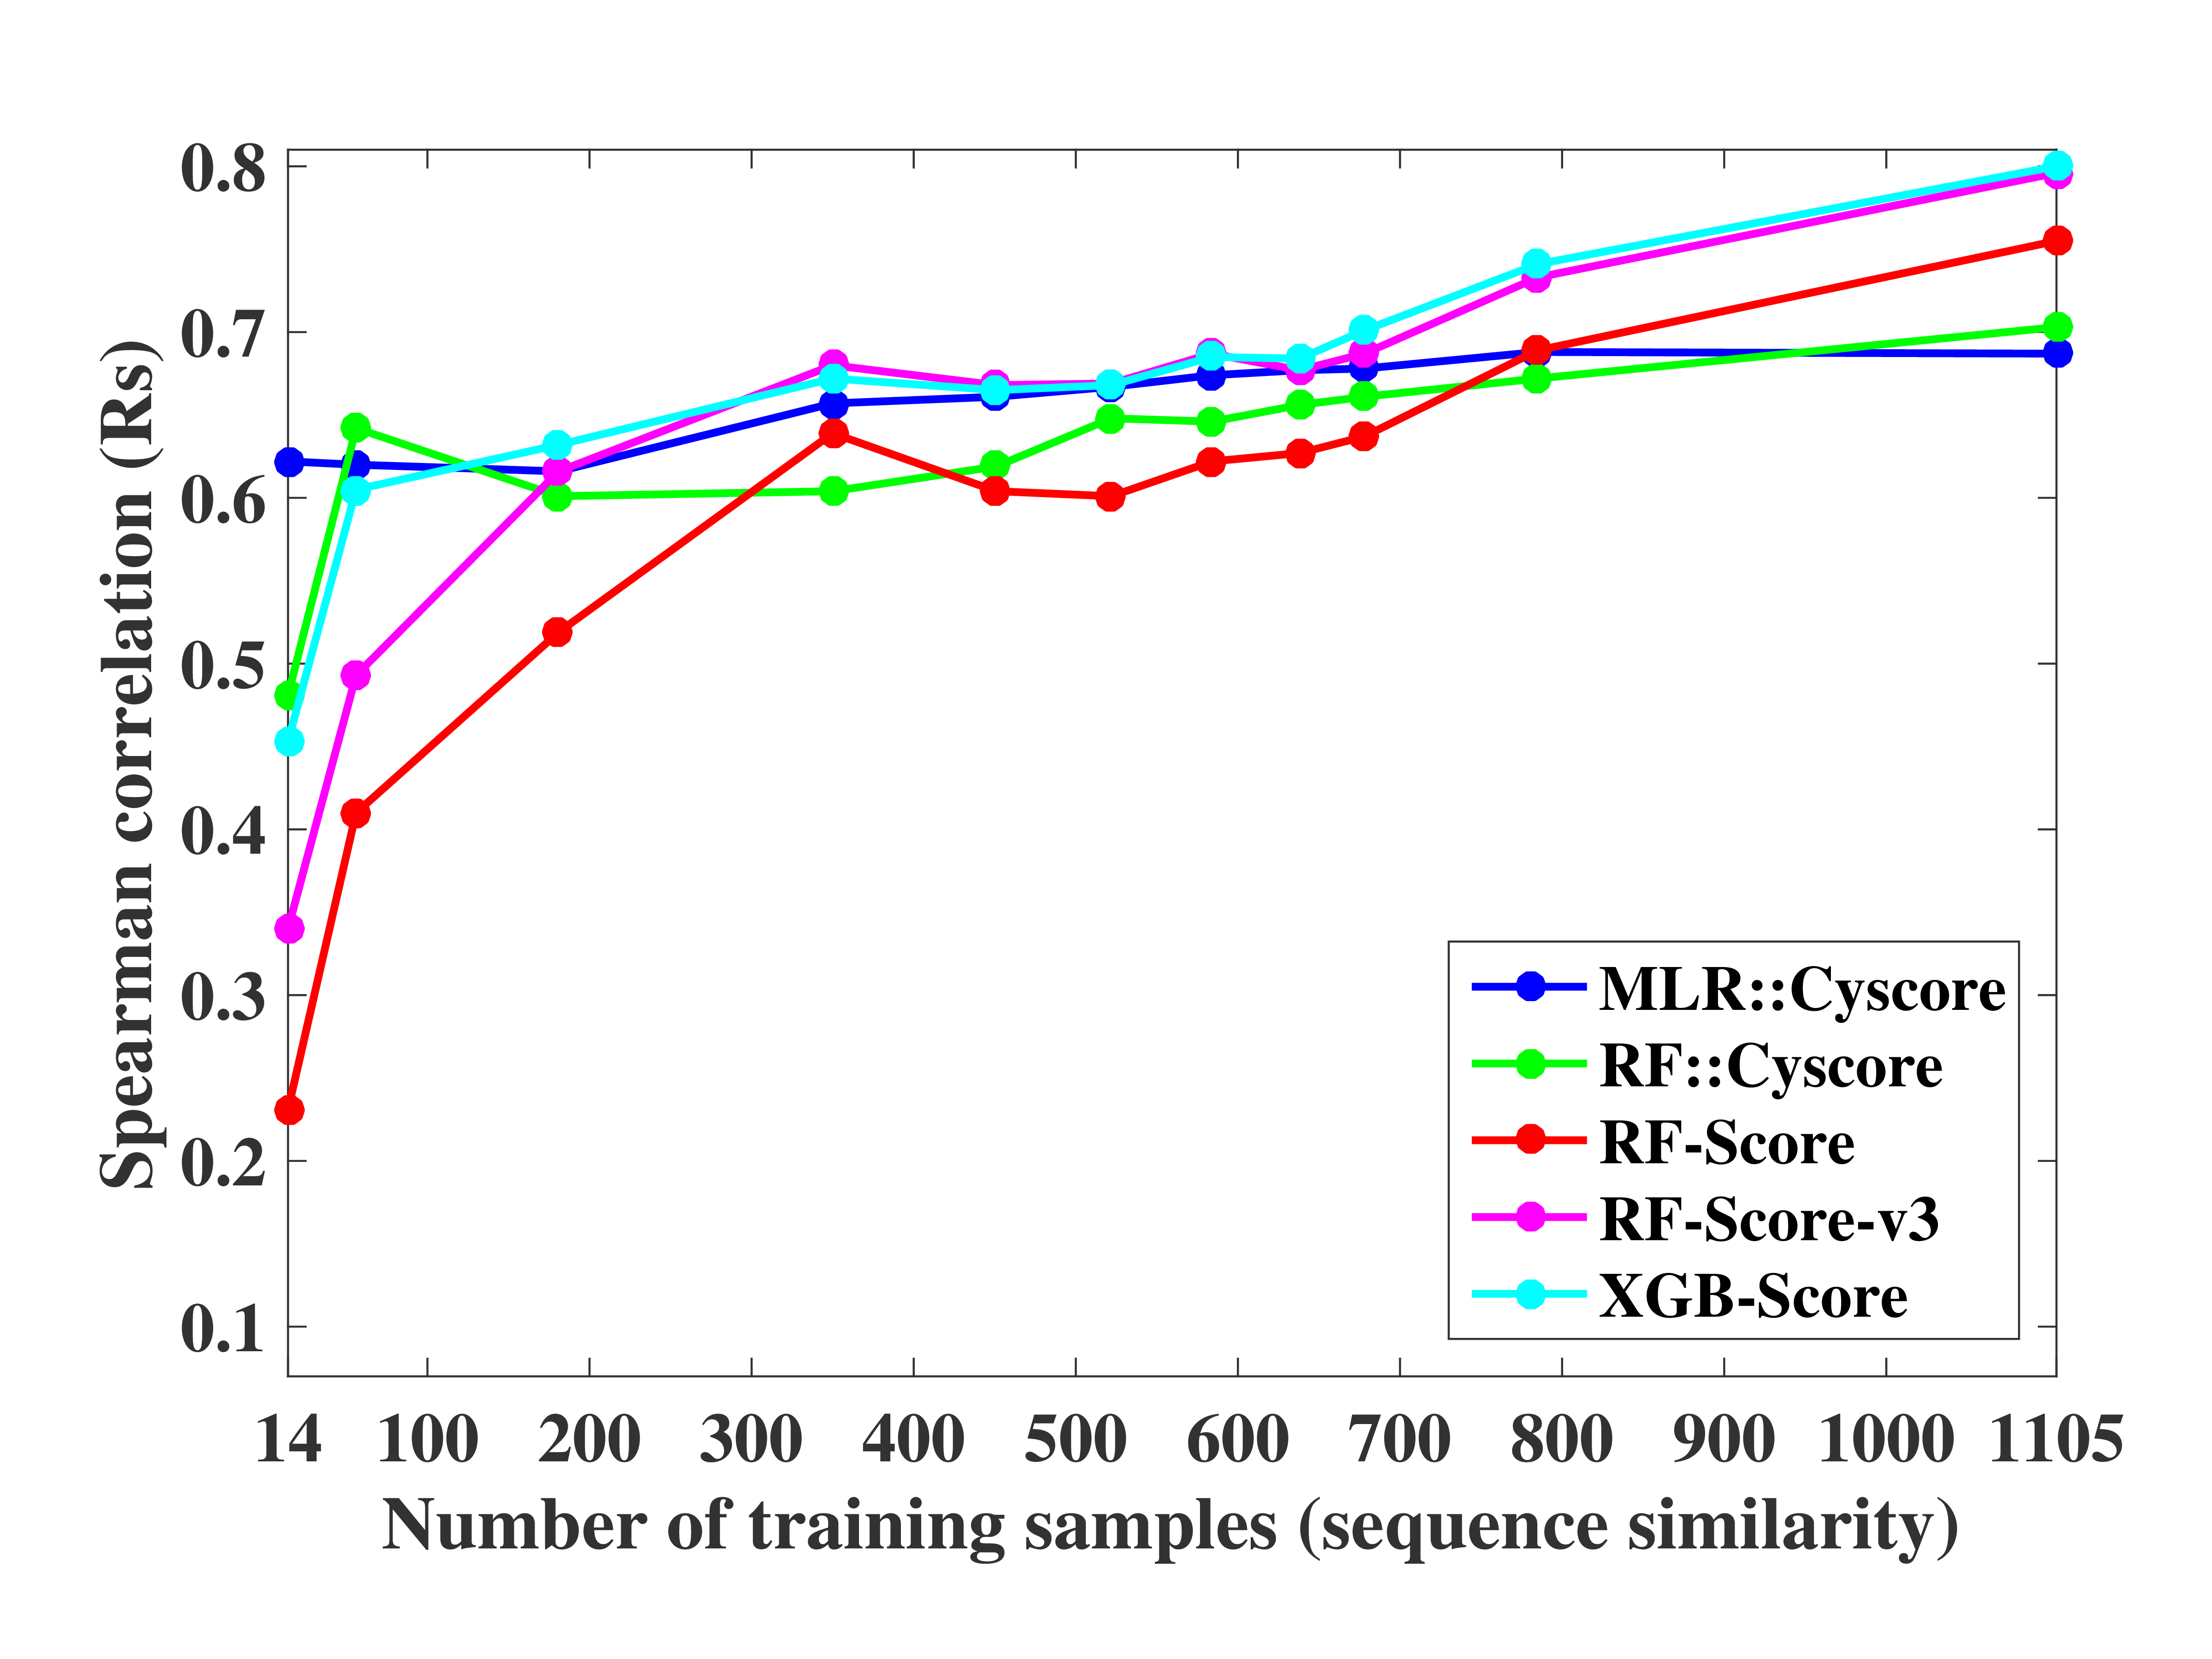 Spearman correlation (Rs)
0.8
0.7
0.6
0.5
0.4
0.3
0.2
0.1
MLR::Cyscore
RF::Cyscore
RF-Score
RF-Score-v3
XGB-Score
14 100 200 300 400 500 600 700 800 900 1000 1105
Number of training samples (sequence similarity)